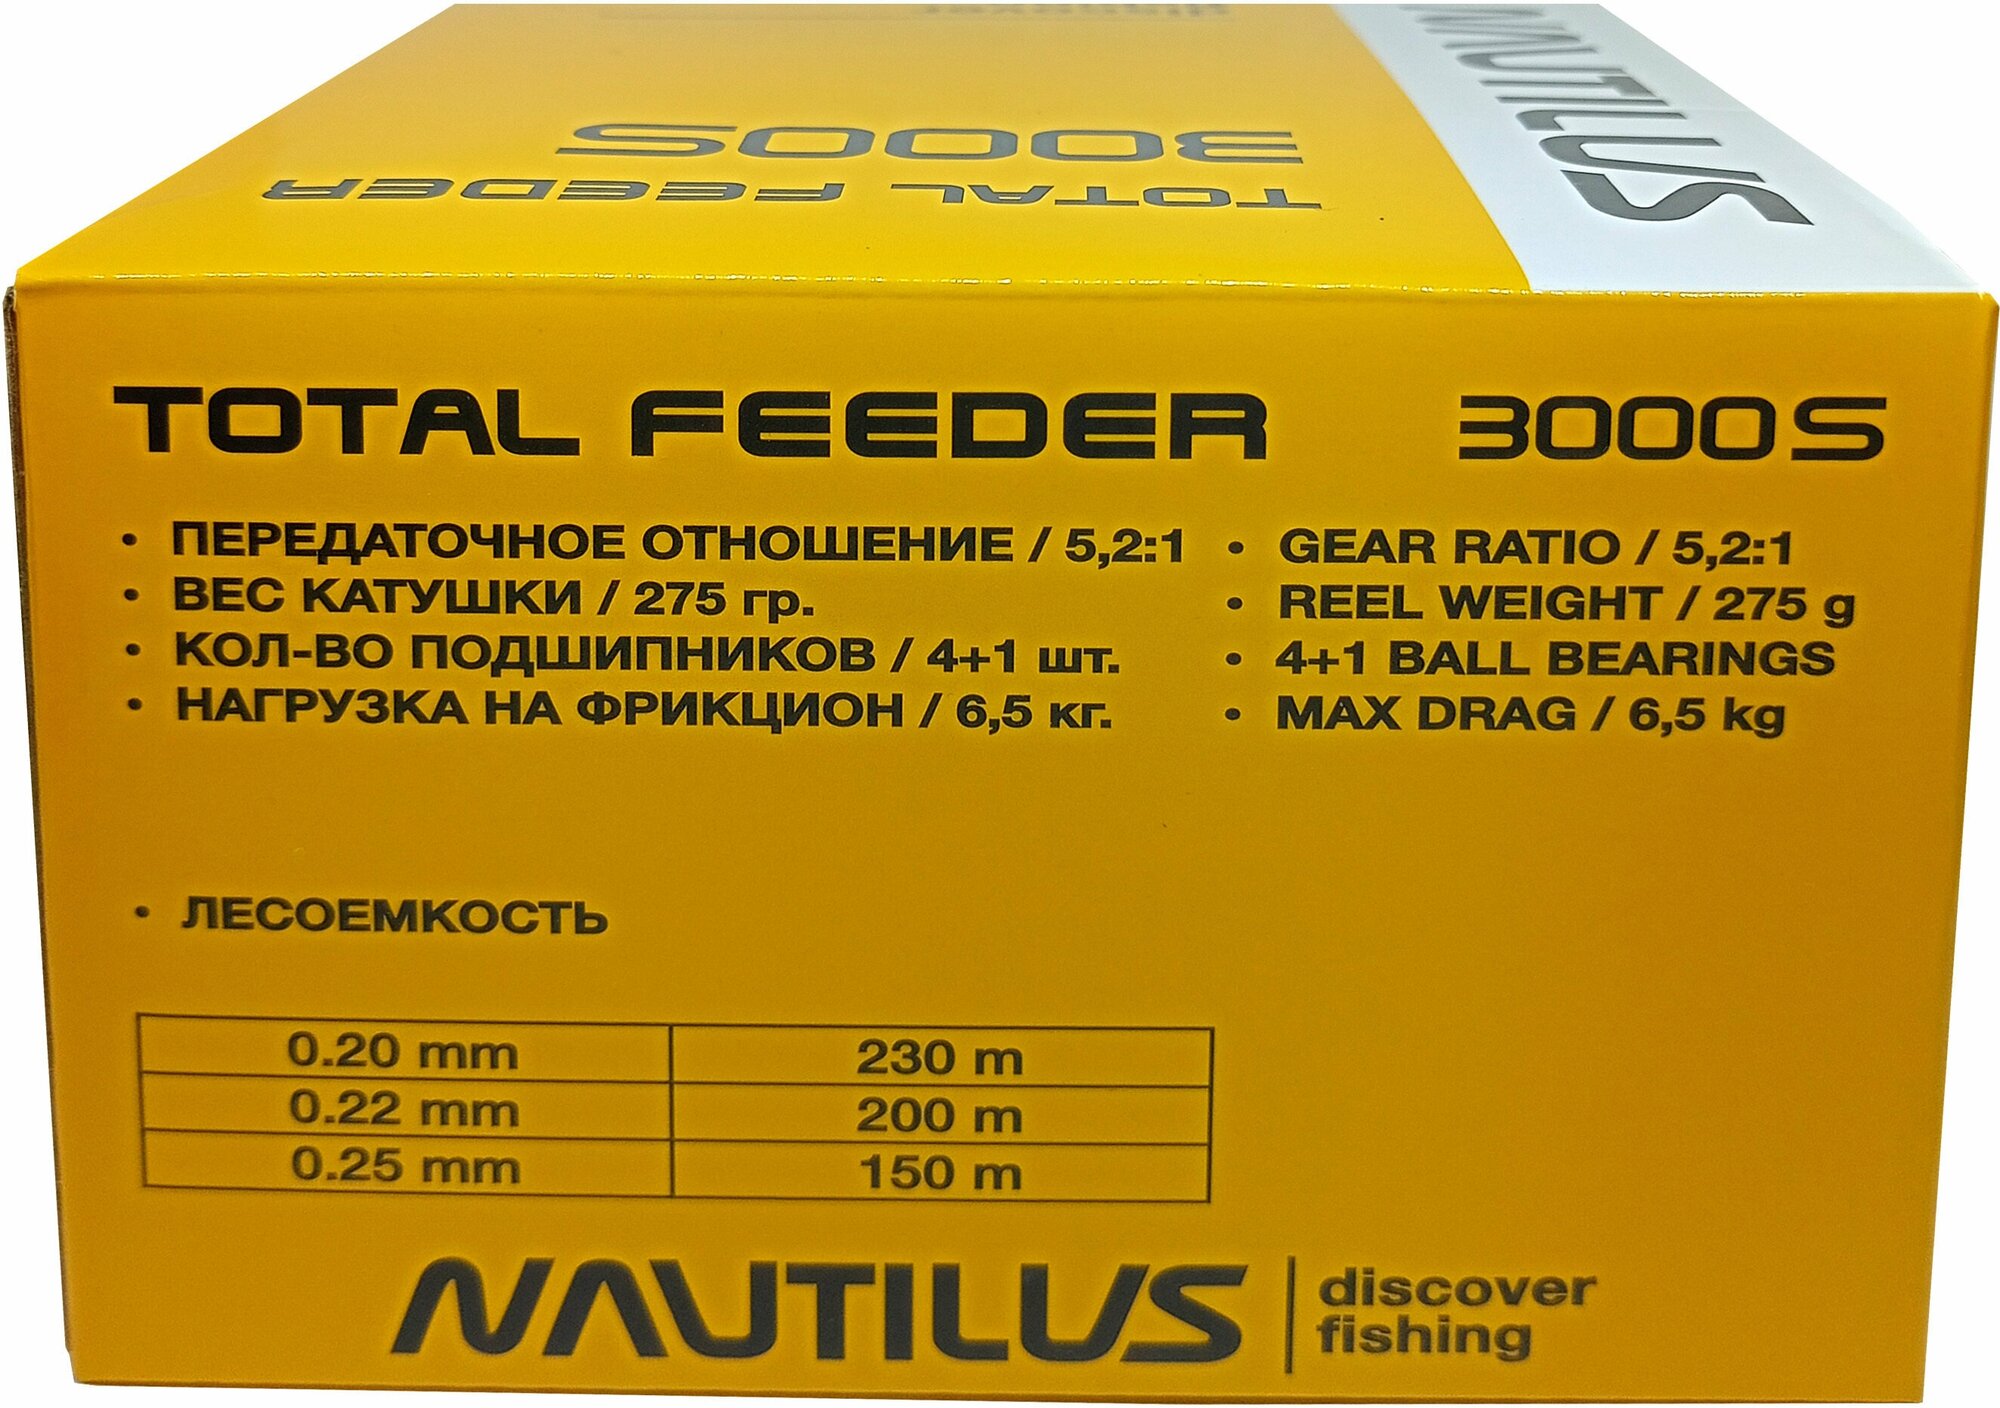 NAUTILUS
3000S
TOTAL FEEDER
TOTAL FEEDER 3000S
• ПЕРЕДАТОЧНОЕ ОТНОШЕНИЕ / 5,2:1
• ВЕС КАТУШКИ / 275 гр.
• КОЛ-ВО ПОДШИПНИКОВ / 4+1 шт.
• НАГРУЗКА НА ФРИКЦИОН / 6,5 кг.
• GEAR RATIO / 5,2:1
• REEL WEIGHT / 275 g
• 4+1 BALL BEARINGS
• MAX DRAG / 6,5 kg
• ЛЕСОЕМКОСТЬ
0.20 mm 230 m
0.22 mm 200 m
0.25 mm 150 m
NAUTILUS
discover
fishing